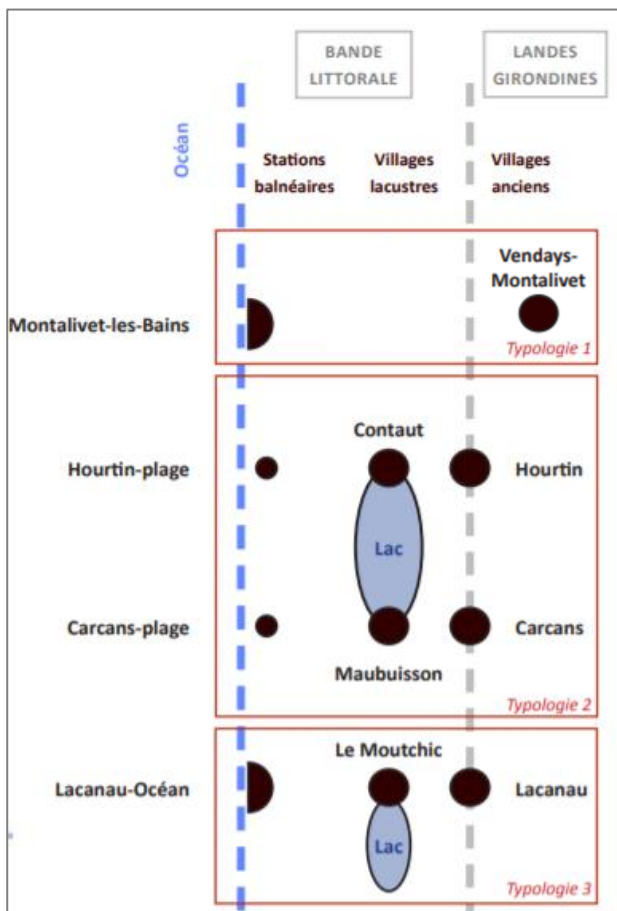 BANDE
LITTORALE
LANDES
GIRONDINES
Océan
Stations
balnéaires
Villages
lacustres
Villages
anciens
Vendays-
Montalivet
Montalivet-les-Bains
Typologie 1
Contaut
Hourtin-plage
Hourtin
Lac
Carcans-plage
Carcans
Maubuisson
Typologie 2
Le Moutchic
Lacanau-Océan
Lacanau
Lac
Typologie 3